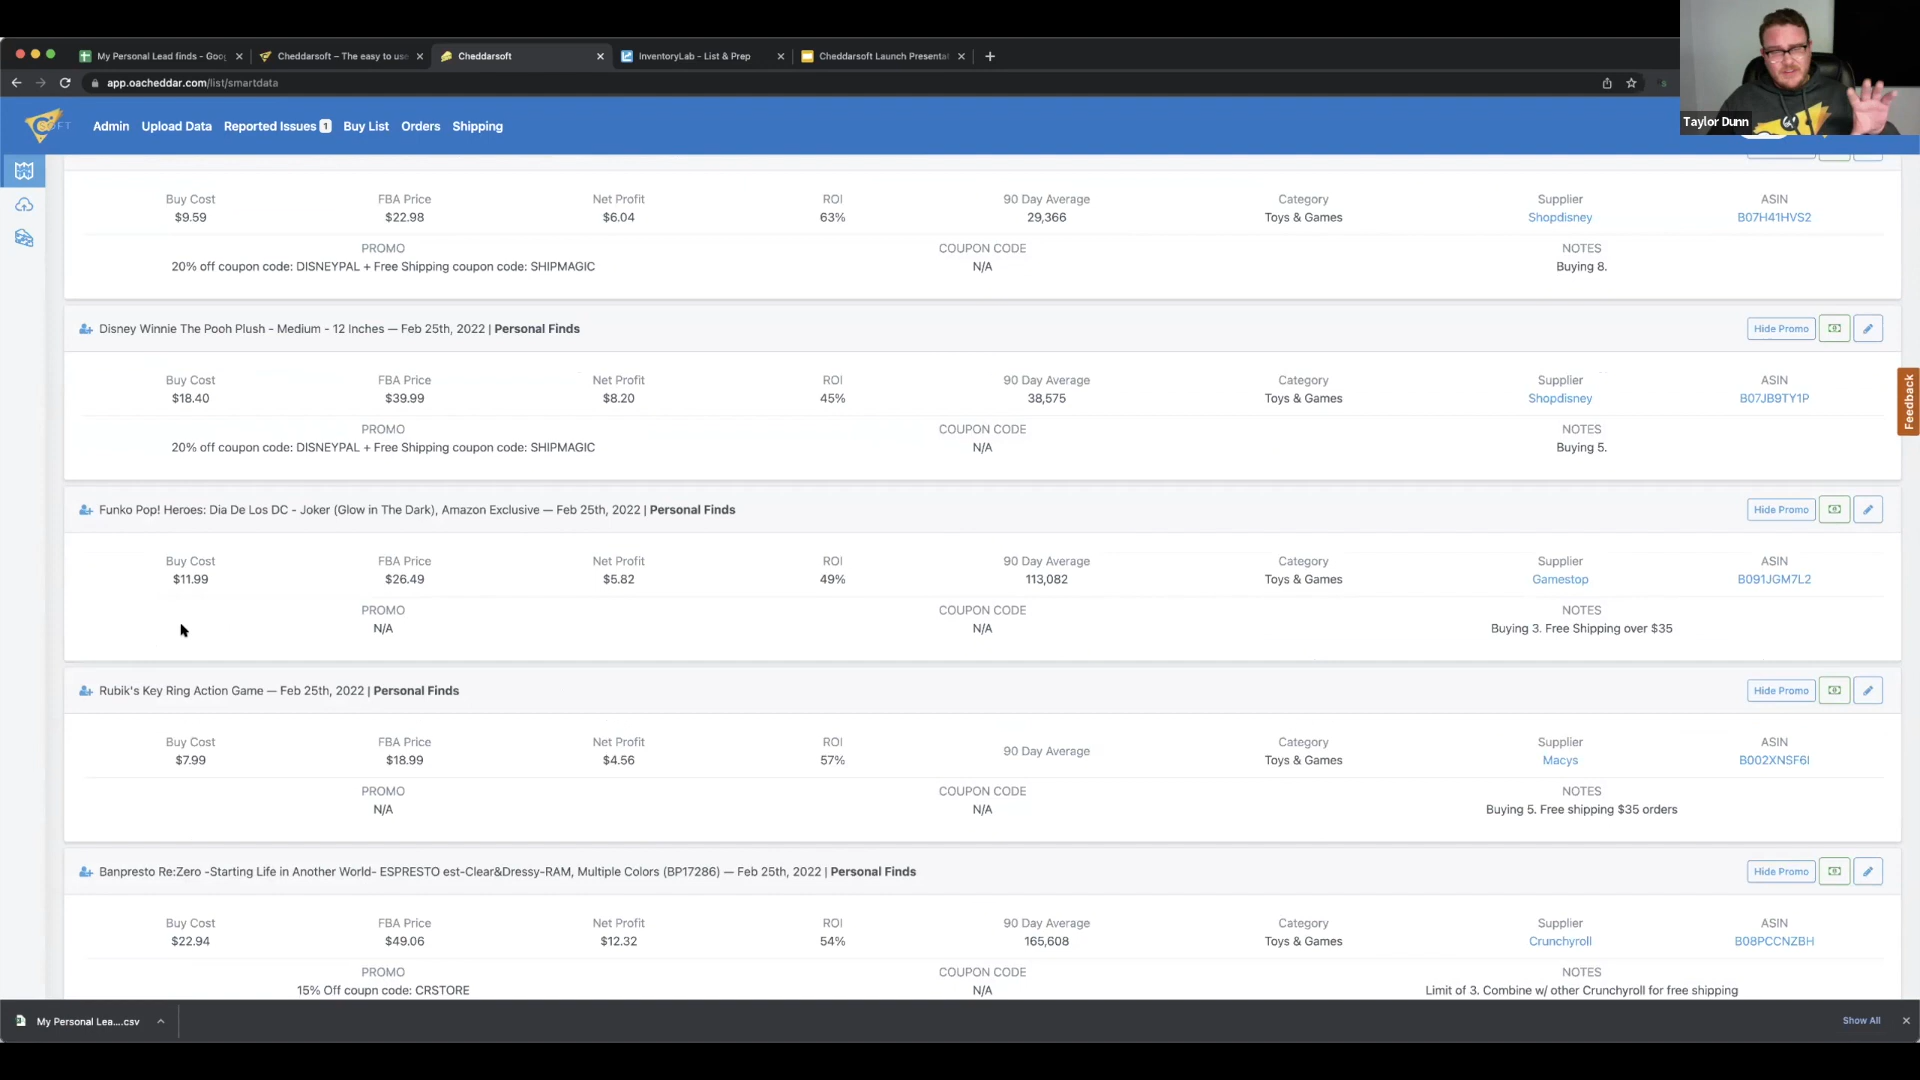 My Personal Lead finds - Goog
Cheddarsoft – The easy to use
Cheddarsoft
InventoryLab - List & Prep
Cheddarsoft Launch Presentat
app.oacheddar.com/list/smartdata
Taylor Dunn
Admin Upload Data Reported Issues 1 Buy List Orders Shipping
Buy Cost FBA Price Net Profit ROI 90 Day Average Category Supplier ASIN
$9.59 $22.98 $6.04 63% 29,366 Toys & Games Shopdisney B07H41HVS2
PROMO COUPON CODE NOTES
20% off coupon code: DISNEYPAL + Free Shipping coupon code: SHIPMAGIC N/A Buying 8.
Disney Winnie The Pooh Plush - Medium - 12 Inches — Feb 25th, 2022 | Personal Finds Hide Promo
Buy Cost FBA Price Net Profit ROI 90 Day Average Category Supplier ASIN
$18.40 $39.99 $8.20 45% 38,575 Toys & Games Shopdisney B07JB9TY1P
PROMO COUPON CODE NOTES
20% off coupon code: DISNEYPAL + Free Shipping coupon code: SHIPMAGIC N/A Buying 5.
Feedback
Funko Pop! Heroes: Dia De Los DC - Joker (Glow in The Dark), Amazon Exclusive — Feb 25th, 2022 | Personal Finds Hide Promo
Buy Cost FBA Price Net Profit ROI 90 Day Average Category Supplier ASIN
$11.99 $26.49 $5.82 49% 113,082 Toys & Games Gamestop B091JGM7L2
PROMO COUPON CODE NOTES
N/A N/A Buying 3. Free Shipping over $35
Rubik's Key Ring Action Game — Feb 25th, 2022 | Personal Finds Hide Promo
Buy Cost FBA Price Net Profit ROI 90 Day Average Category Supplier ASIN
$7.99 $18.99 $4.56 57% Toys & Games Macys B002XNSF6I
PROMO COUPON CODE NOTES
N/A N/A Buying 5. Free shipping $35 orders
Banpresto Re:Zero -Starting Life in Another World- ESPRESTO est-Clear&Dressy-RAM, Multiple Colors (BP17286) — Feb 25th, 2022 | Personal Finds Hide Promo
Buy Cost FBA Price Net Profit ROI 90 Day Average Category Supplier ASIN
$22.94 $49.06 $12.32 54% 165,608 Toys & Games Crunchyroll B08PCCNZBH
PROMO COUPON CODE NOTES
15% Off coupn code: CRSTORE N/A Limit of 3. Combine w/ other Crunchyroll for free shipping
My Personal Lea....csv Show All